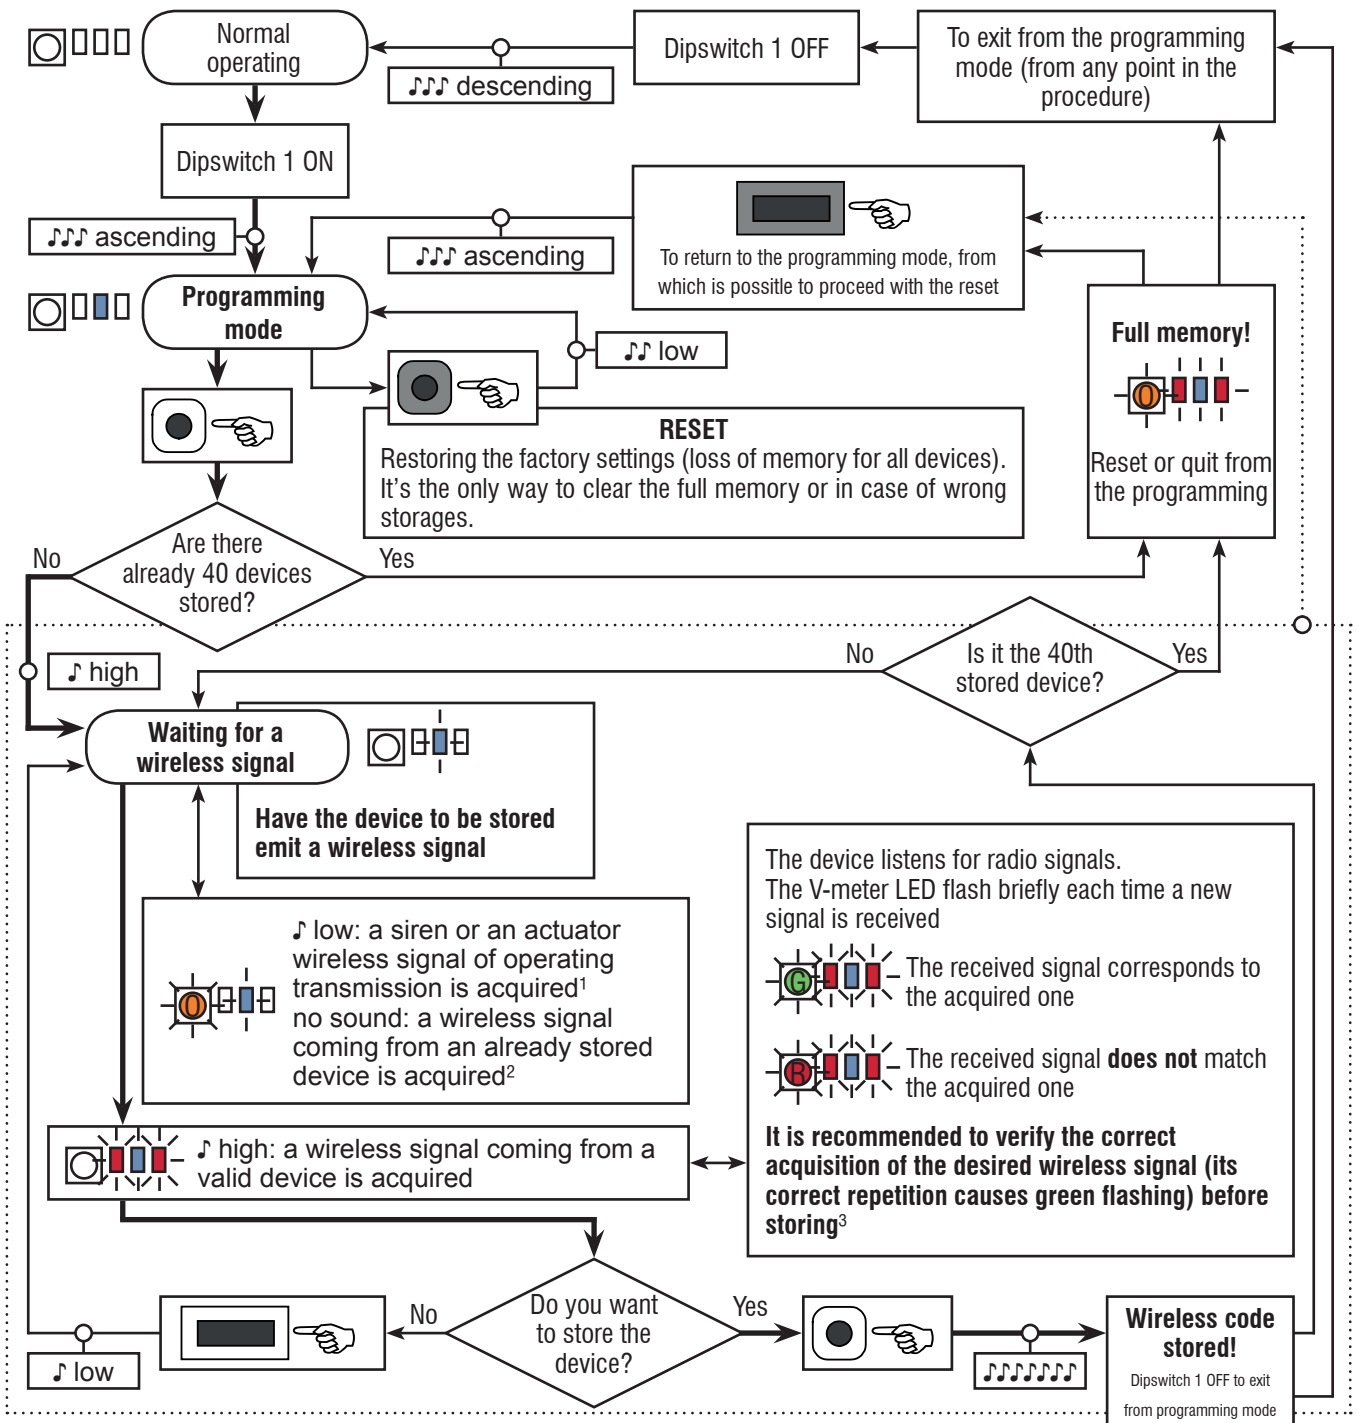 Normal
operating
♪♪♪ descending
Dipswitch 1 OFF
To exit from the programming
mode (from any point in the
procedure)
Dipswitch 1 ON
♪♪♪ ascending
♪♪♪ ascending
To return to the programming mode, from
which is possitle to proceed with the reset
Programming
mode
♪♪ low
Full memory!
O
Reset or quit from
the programming
RESET
Restoring the factory settings (loss of memory for all devices).
It's the only way to clear the full memory or in case of wrong
storages.
No
Are there
already 40 devices
stored?
Yes
♪ high
No
Is it the 40th
stored device?
Yes
Waiting for a
wireless signal
Have the device to be stored
emit a wireless signal
O
♪ low: a siren or an actuator
wireless signal of operating
transmission is acquired1
no sound: a wireless signal
coming from an already stored
device is acquired2
The device listens for radio signals.
The V-meter LED flash briefly each time a new
signal is received
G
The received signal corresponds to
the acquired one
R
The received signal does not match
the acquired one
It is recommended to verify the correct
acquisition of the desired wireless signal (its
correct repetition causes green flashing) before
storing3
♪ high: a wireless signal coming from a
valid device is acquired
No
Do you want
to store the
device?
Yes
♪ low
♪♪♪♪♪♪♪
Wireless code
stored!
Dipswitch 1 OFF to exit
from programming mode